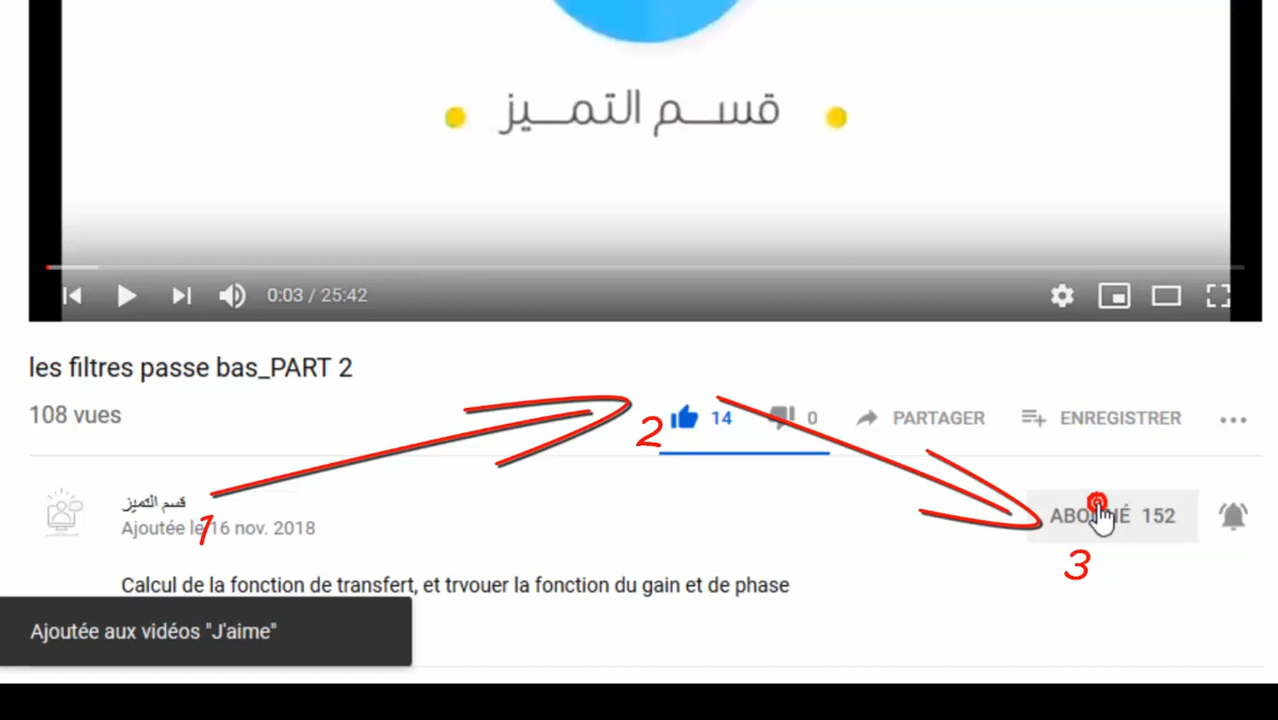 قسم التميز
0:03 / 25:42
les filtres passe bas_PART 2
108 vues
2 14 0 PARTAGER ENREGISTRER
قسم التميز
1 Ajoutée le 16 nov. 2018
ABONNÉ 152
3
Calcul de la fonction de transfert, et trvouer la fonction du gain et de phase
Ajoutée aux vidéos "J'aime"